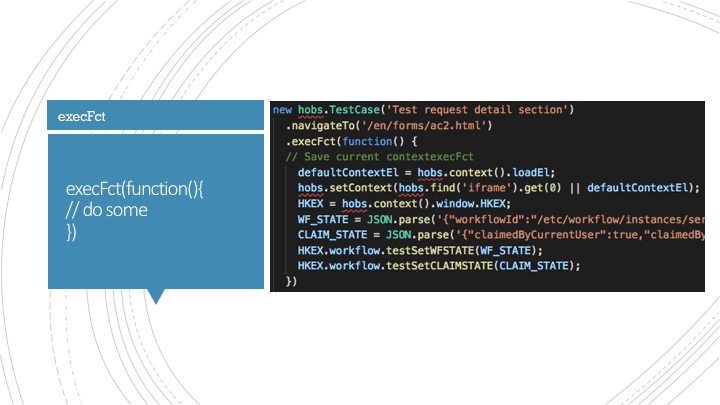 execFct
execFct(function(){
// do some
})
new hobs.TestCase('Test request detail section')
.navigateTo('/en/forms/ac2.html')
.execFct(function() {
// Save current contextexecFct
defaultContextEl = hobs.context().loadEl;
hobs.setContext(hobs.find('iframe').get(0) || defaultContextEl);
HKEX = hobs.context().window.HKEX;
WF_STATE = JSON.parse('{"workflowId":"/etc/workflow/instances/ser
CLAIM_STATE = JSON.parse('{"claimedByCurrentUser":true,"claimedBy
HKEX.workflow.testSetWFSTATE(WF_STATE);
HKEX.workflow.testSetCLAIMSTATE(CLAIM_STATE);
})